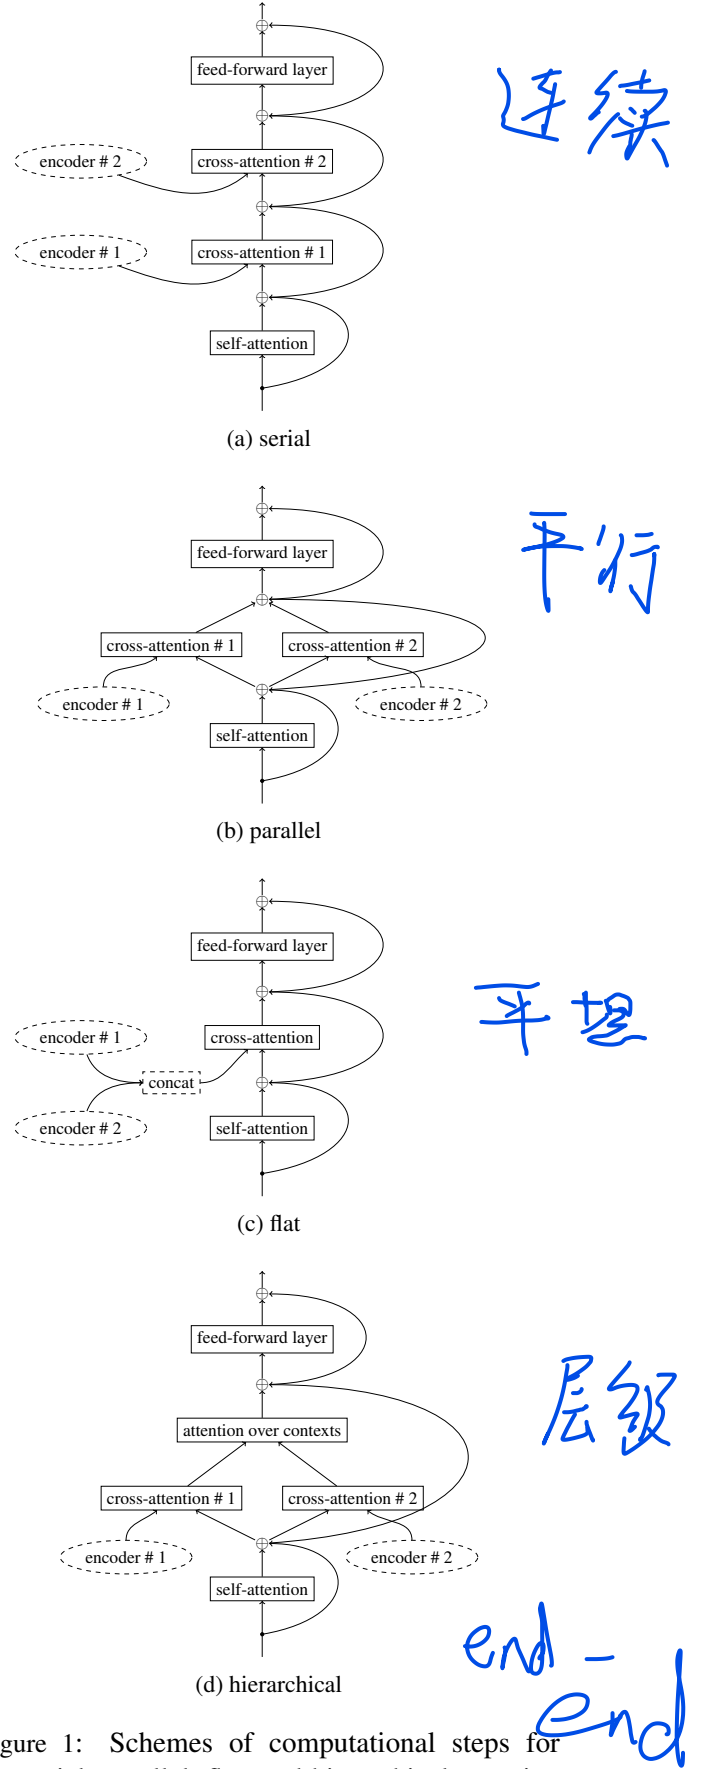 feed-forward layer
连续
encoder # 2
cross-attention # 2
encoder # 1
cross-attention # 1
self-attention
(a) serial
平行
feed-forward layer
cross-attention # 1
cross-attention # 2
encoder # 1
encoder # 2
self-attention
(b) parallel
feed-forward layer
平坦
encoder # 1
cross-attention
concat
encoder # 2
self-attention
(c) flat
feed-forward layer
层级
attention over contexts
cross-attention # 1
cross-attention # 2
encoder # 1
encoder # 2
self-attention
end-
end
(d) hierarchical
gure 1: Schemes of computational steps for